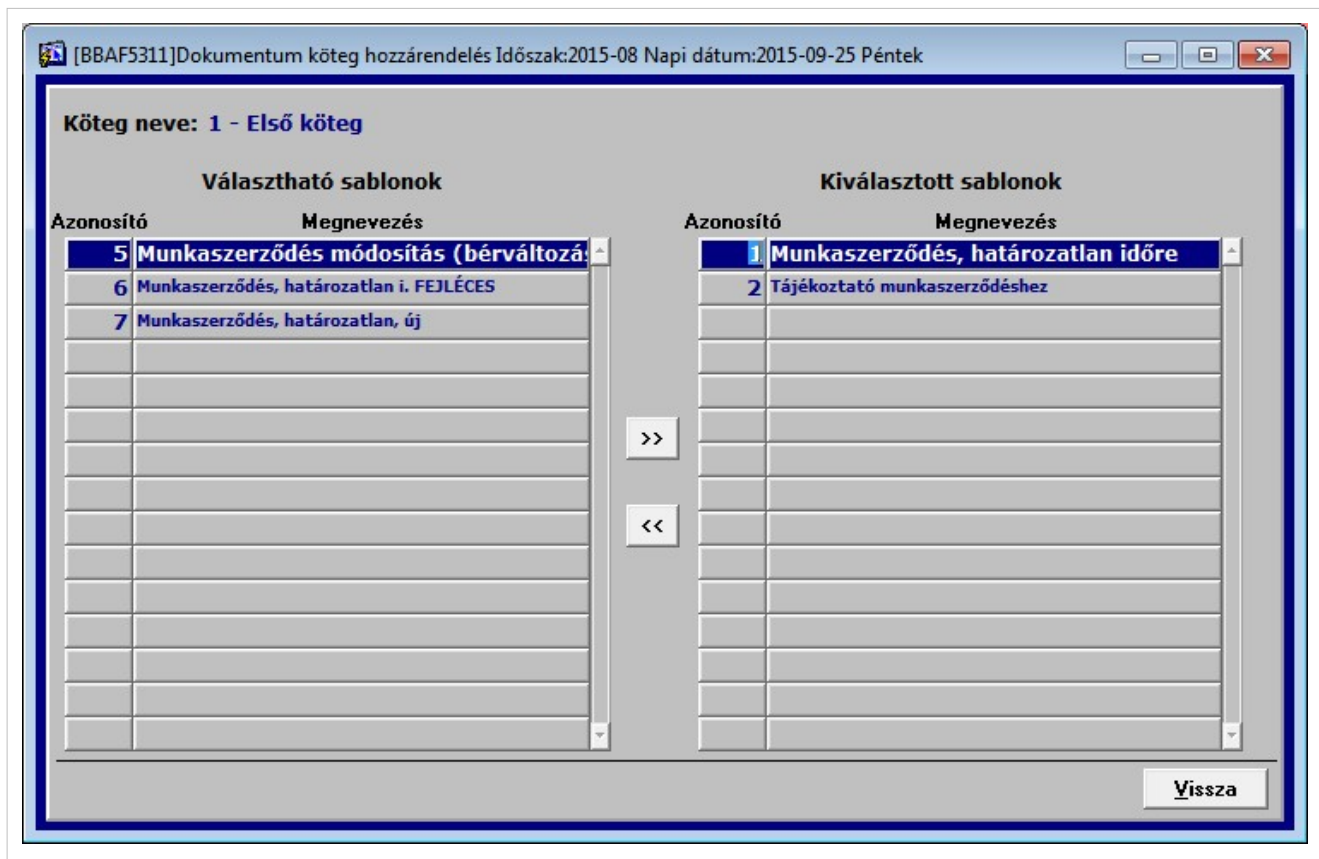 [BBAF5311]Dokumentum köteg hozzárendelés Időszak:2015-08 Napi dátum:2015-09-25 Péntek
Köteg neve: 1 - Első köteg
Választható sablonok Kiválasztott sablonok
Azonosító Megnevezés Azonosító Megnevezés
5 Munkaszerződés módosítás (bérváltozás 1 Munkaszerződés, határozatlan időre
6 Munkaszerződés, határozatlan i. FEJLÉCES 2 Tájékoztató munkaszerződéshez
7 Munkaszerződés, határozatlan, új
>>
<<
Vissza